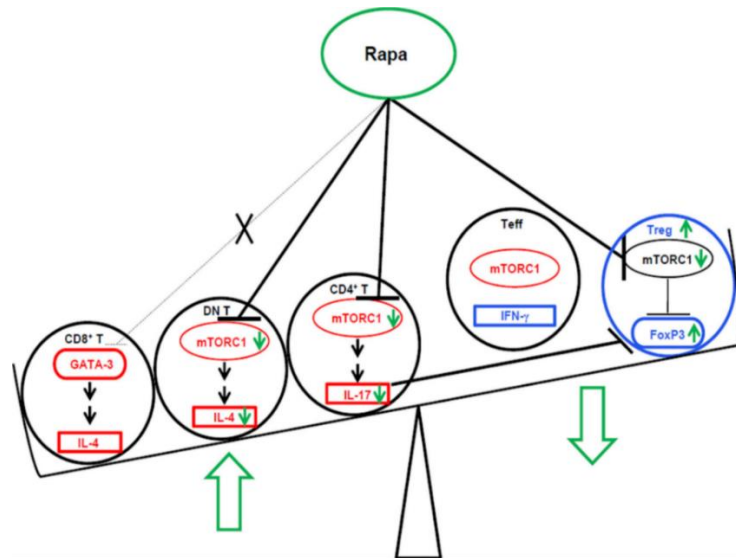 Rapa
X
Teff
mTORC1
IFN-γ
Treg
mTORC1
FoxP3
CD4⁺ T
mTORC1
IL-17
DN T
mTORC1
IL-4
CD8⁺ T
GATA-3
IL-4